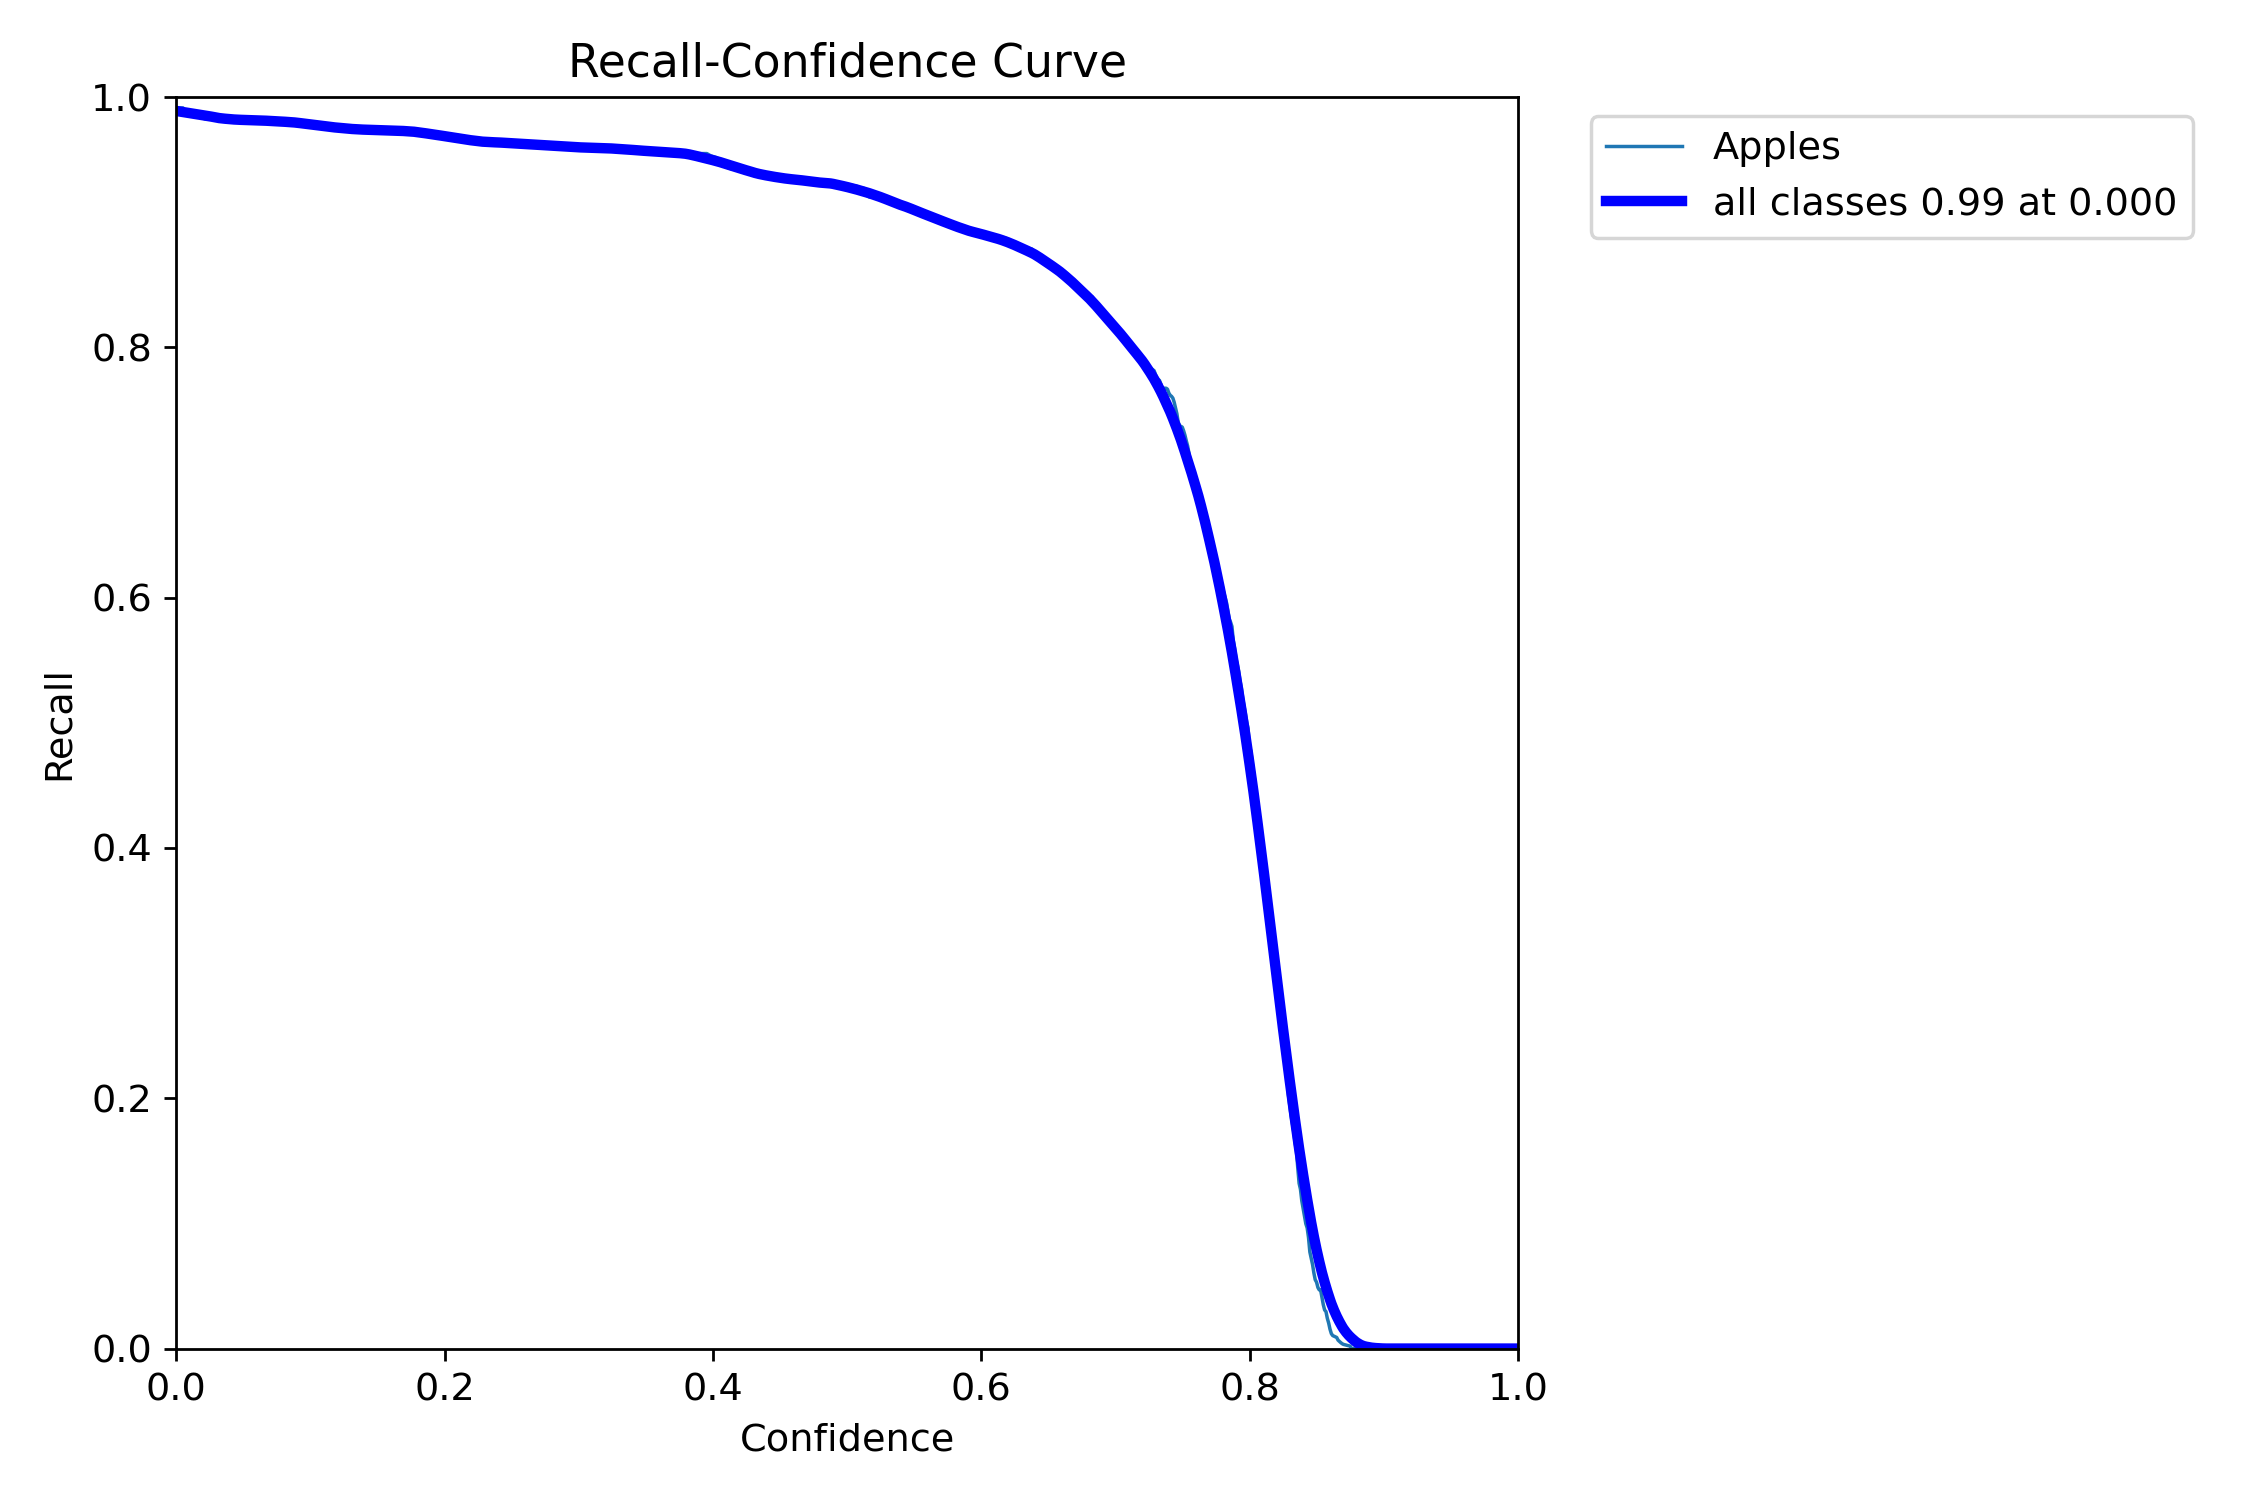 Recall-Confidence Curve
Apples
all classes 0.99 at 0.000
1.0
0.8
0.6
0.4
0.2
0.0
Recall
0.0 0.2 0.4 0.6 0.8 1.0
Confidence